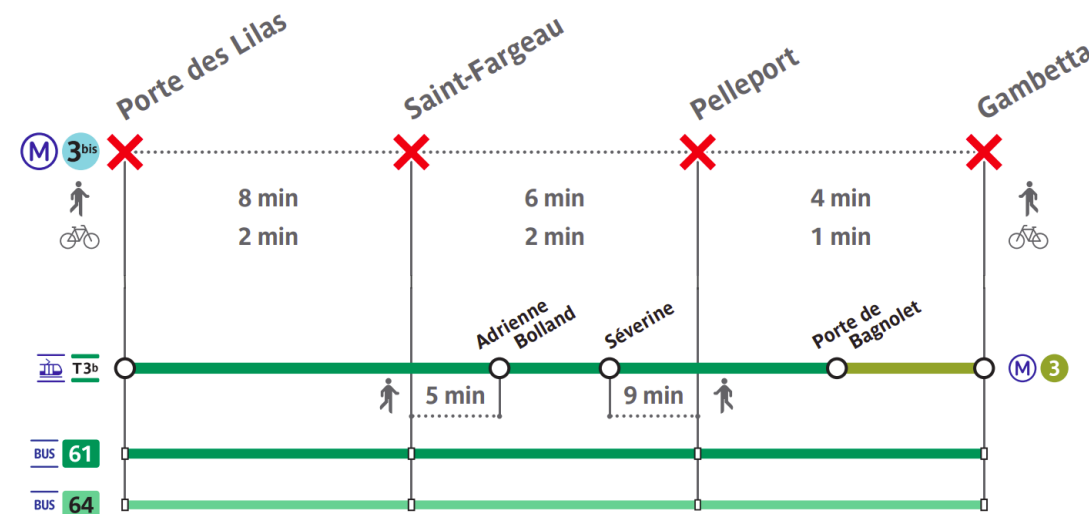 Porte des Lilas
Saint-Fargeau
Pelleport
Gambetta
M 3bis
8 min
6 min
4 min
2 min
2 min
1 min
Adrienne
Bolland
Séverine
Porte de
Bagnolet
T3b
M 3
5 min
9 min
BUS 61
BUS 64